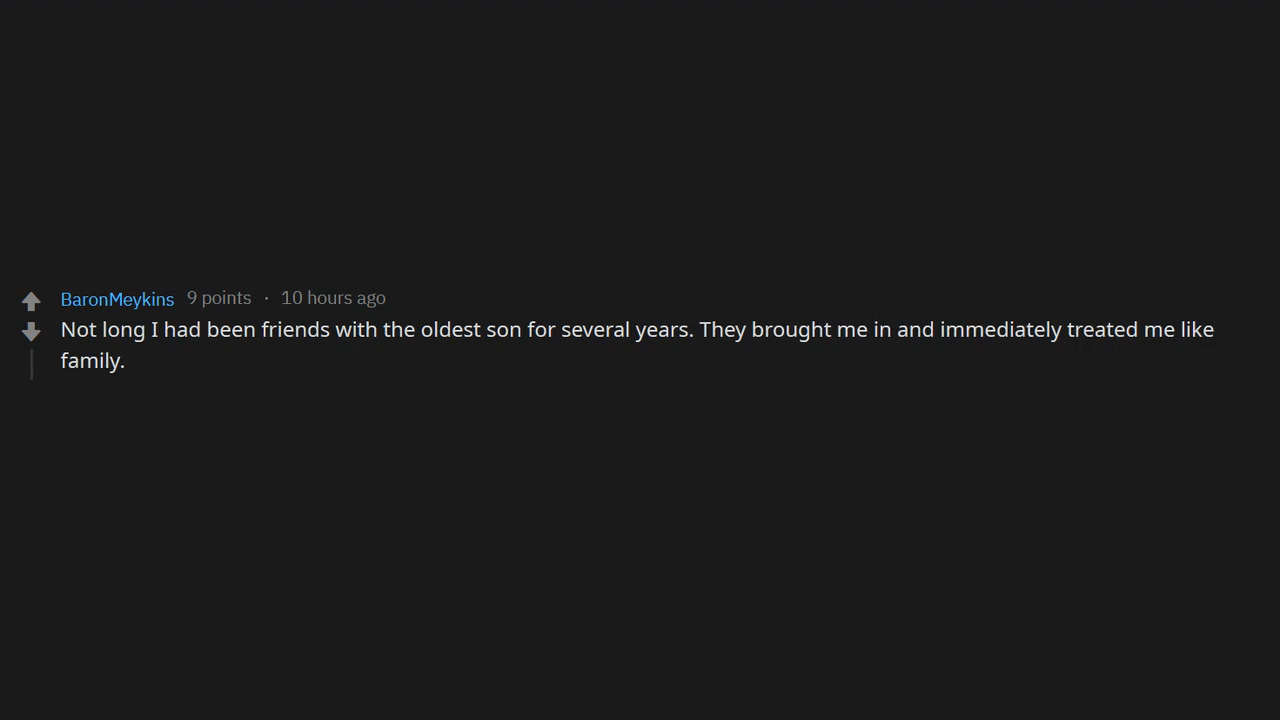 BaronMeykins 9 points · 10 hours ago
Not long I had been friends with the oldest son for several years. They brought me in and immediately treated me like
family.